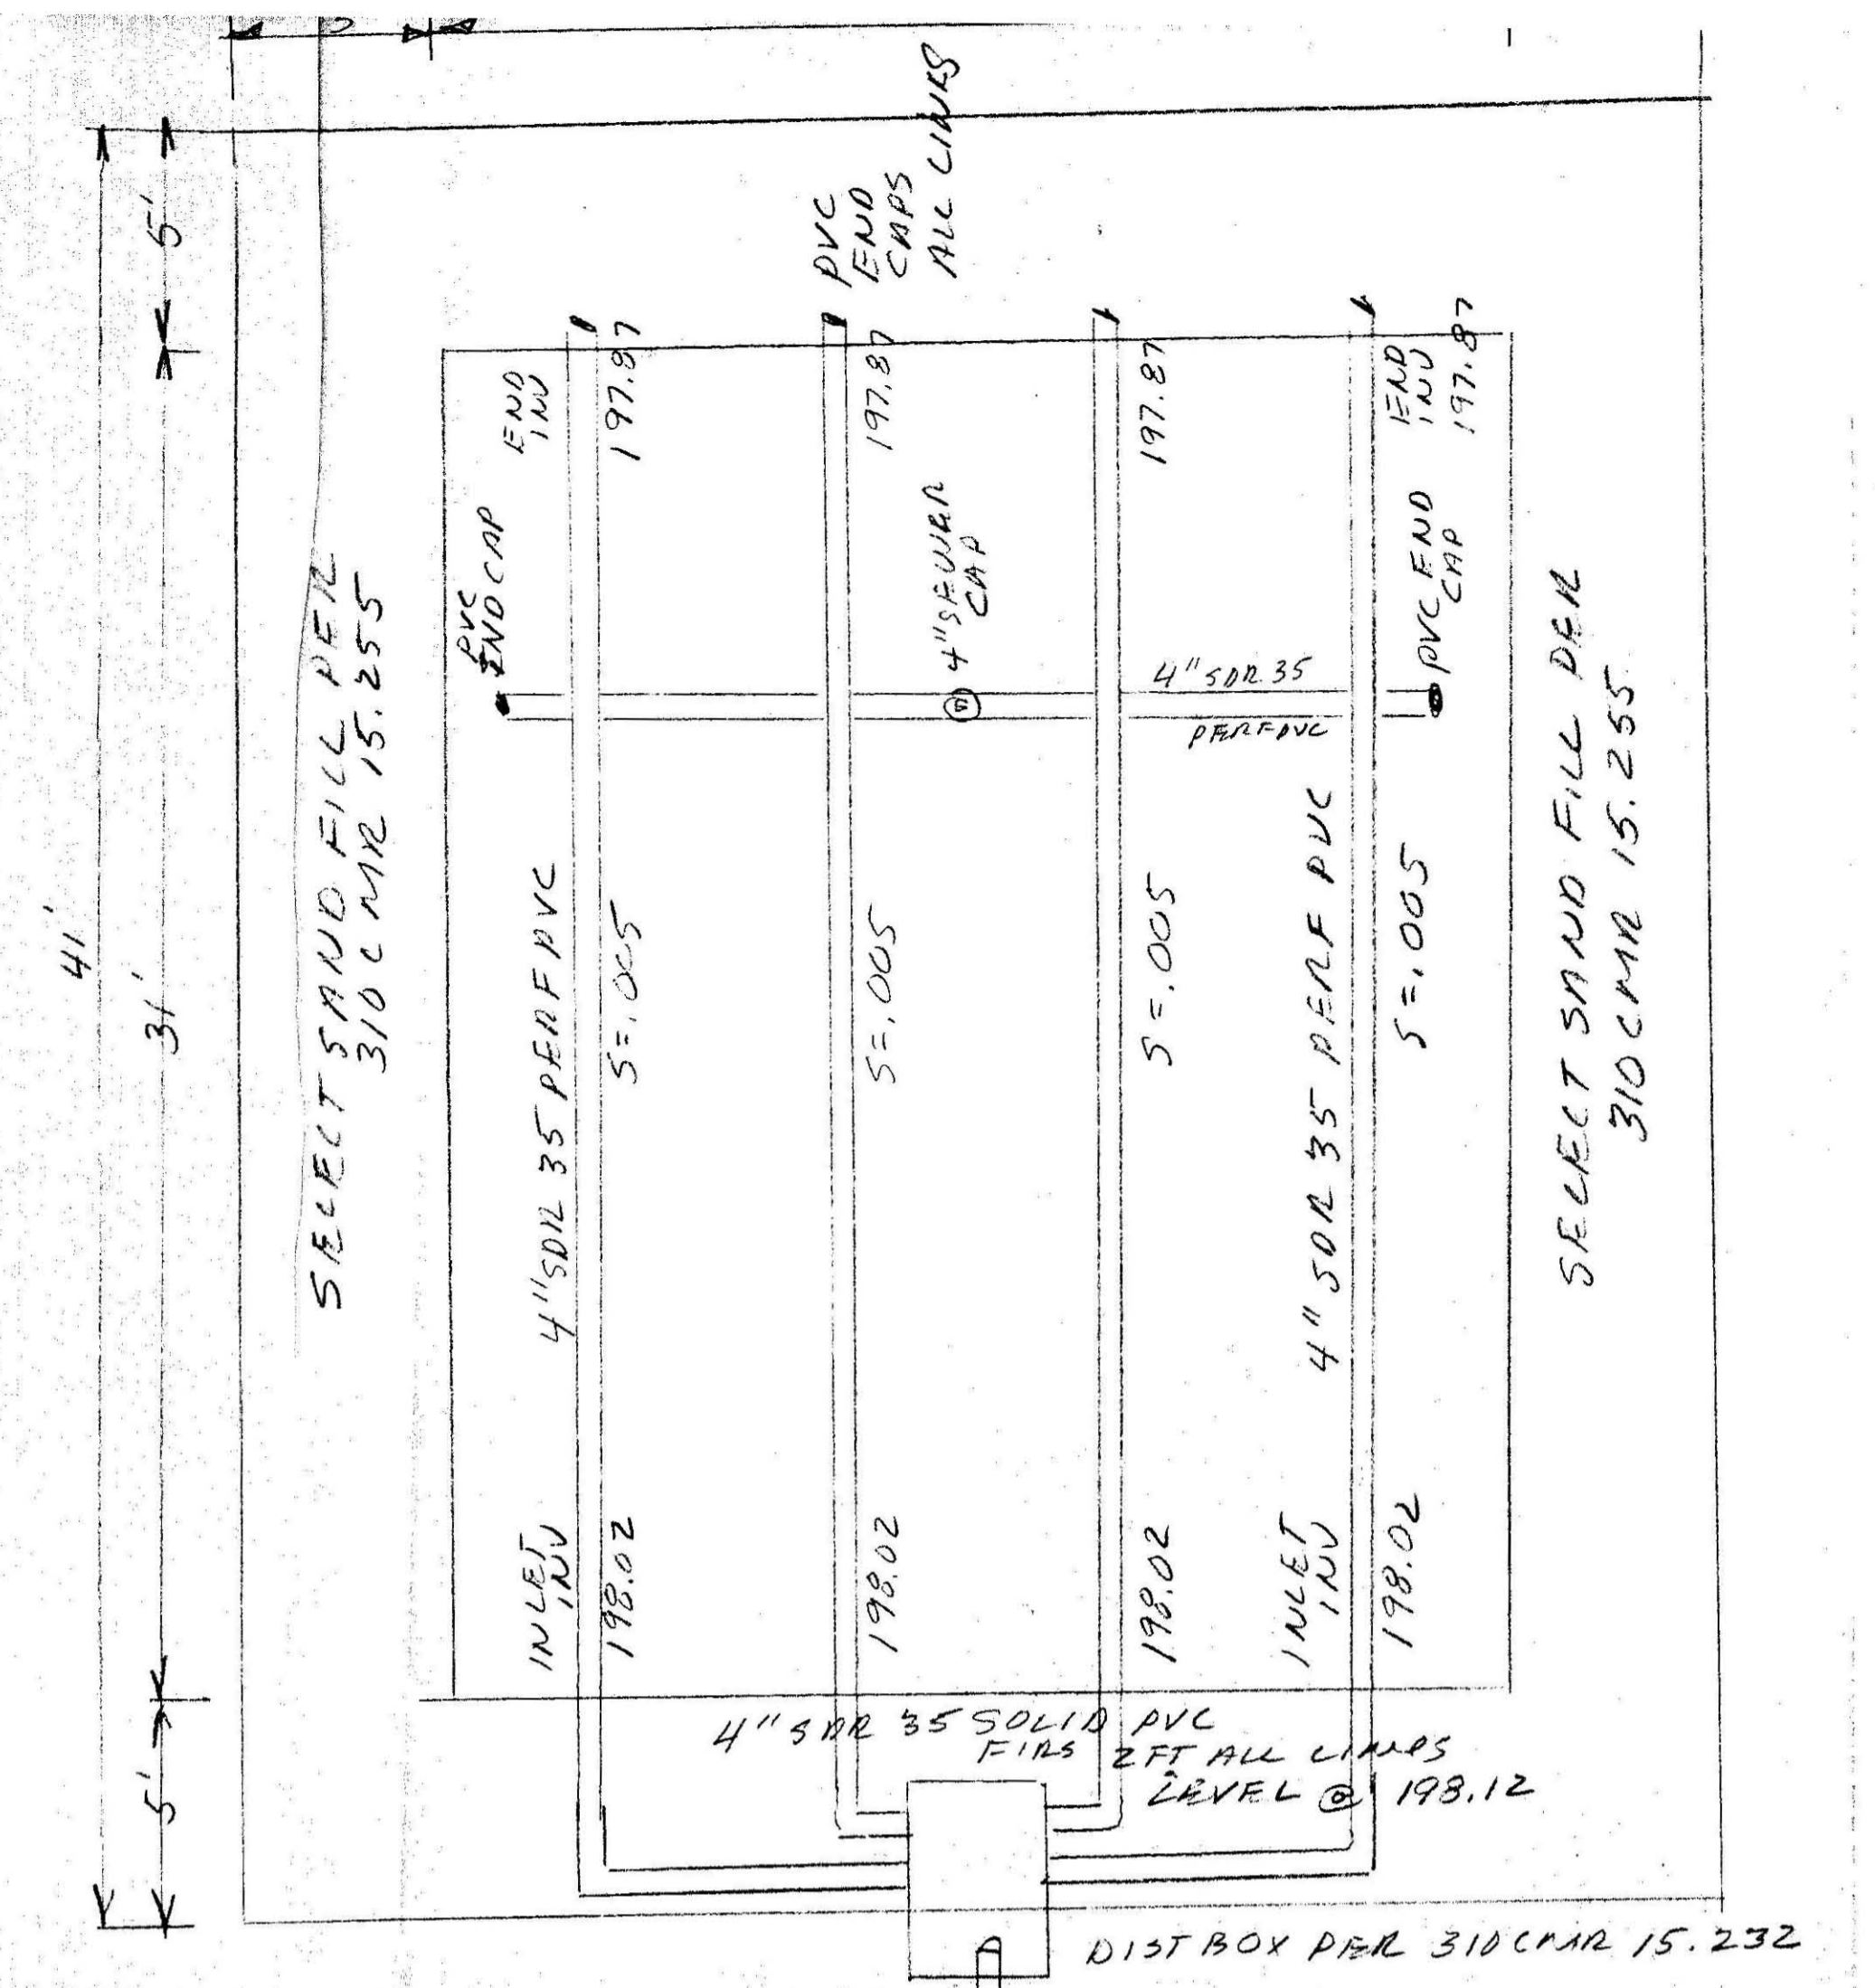 41'
5'
31'
5'
SELECT SAND FILL PER
310 CMR 15.255
PVC
END
CAPS
ALL LINES
END
INV
197.87
197.87
197.87
END
INV
197.87
PVC
END CAP
4" SEWER
CAP
4" SDR 35
PERF PVC
PVC END
CAP
4" SDR 35 PERF PVC
S=.005
S=.005
S=.005
4" SDR 35 PERF PVC
S=.005
SELECT SAND FILL PER
310 CMR 15.255
INLET
INV
198.02
198.02
198.02
INLET
INV
198.02
4" SDR 35 SOLID PVC
FIRS 2FT ALL LINES
LEVEL @ 198.12
DIST BOX PER 310 CMR 15.232